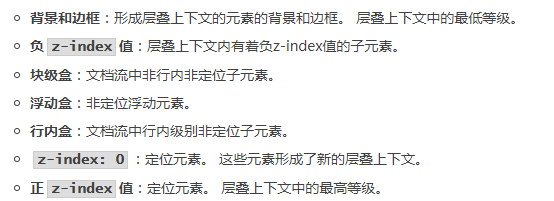 背景和边框：形成层叠上下文的元素的背景和边框。 层叠上下文中的最低等级。
负 z-index 值：层叠上下文内有着负z-index值的子元素。
块级盒：文档流中非行内非定位子元素。
浮动盒：非定位浮动元素。
行内盒：文档流中行内级别非定位子元素。
z-index: 0 ：定位元素。 这些元素形成了新的层叠上下文。
正 z-index 值：定位元素。 层叠上下文中的最高等级。